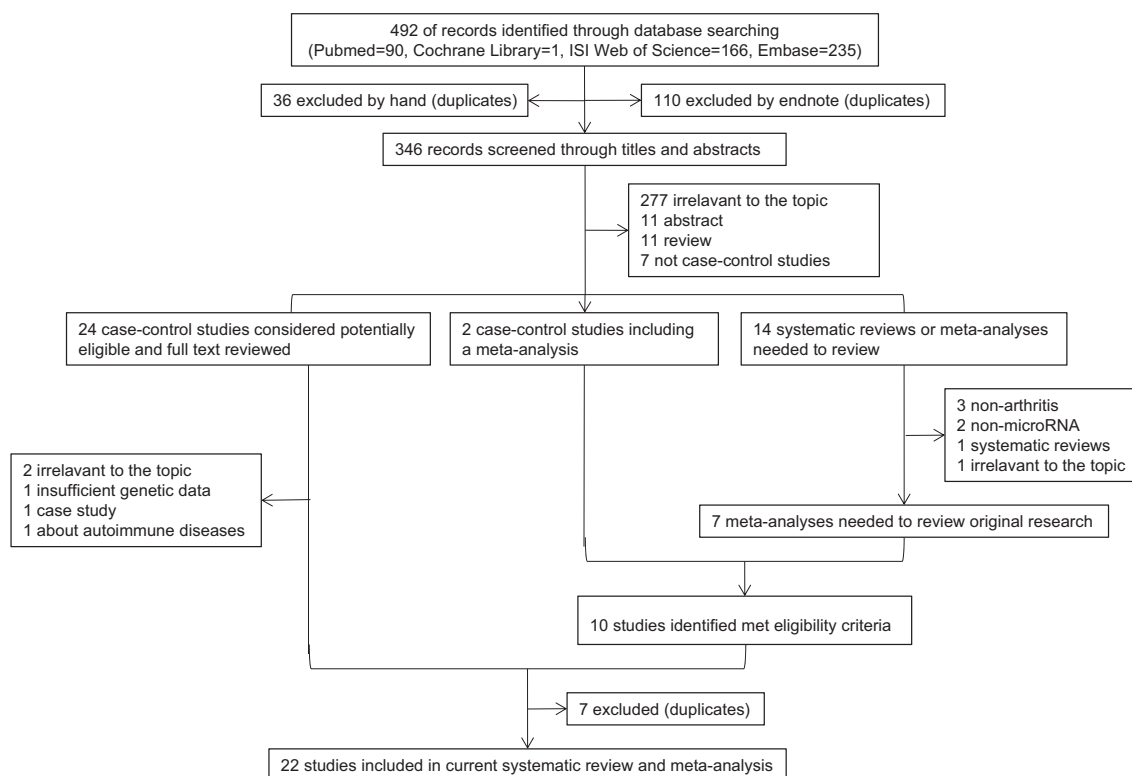 492 of records identified through database searching
(Pubmed=90, Cochrane Library=1, ISI Web of Science=166, Embase=235)
36 excluded by hand (duplicates)
110 excluded by endnote (duplicates)
346 records screened through titles and abstracts
277 irrelavant to the topic
11 abstract
11 review
7 not case-control studies
24 case-control studies considered potentially
eligible and full text reviewed
2 case-control studies including
a meta-analysis
14 systematic reviews or meta-analyses
needed to review
3 non-arthritis
2 non-microRNA
1 systematic reviews
1 irrelavant to the topic
2 irrelavant to the topic
1 insufficient genetic data
1 case study
1 about autoimmune diseases
7 meta-analyses needed to review original research
10 studies identified met eligibility criteria
7 excluded (duplicates)
22 studies included in current systematic review and meta-analysis